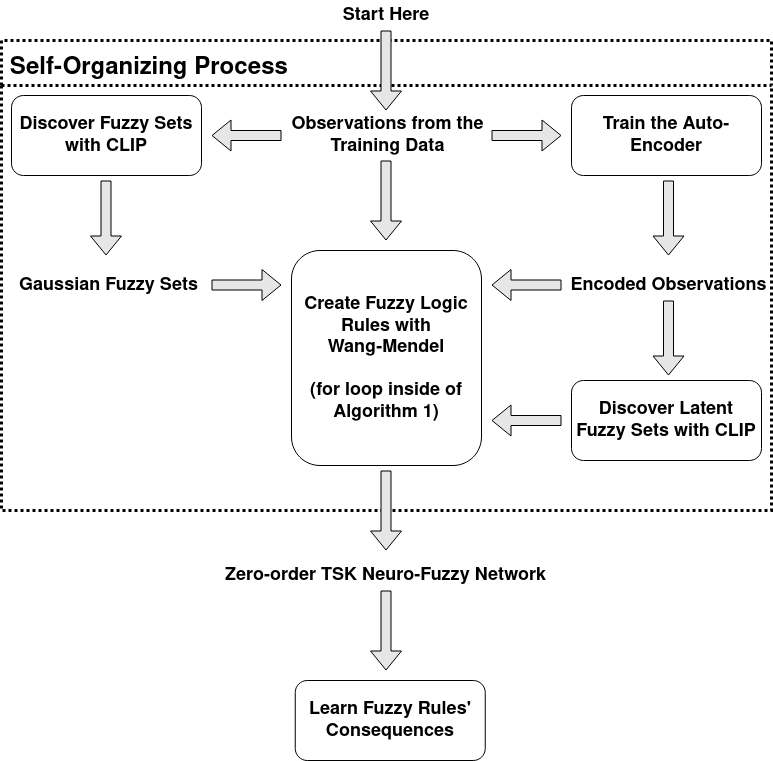 Start Here
Self-Organizing Process
Discover Fuzzy Sets
with CLIP
Observations from the
Training Data
Train the Auto-
Encoder
Gaussian Fuzzy Sets
Create Fuzzy Logic
Rules with
Wang-Mendel
(for loop inside of
Algorithm 1)
Encoded Observations
Discover Latent
Fuzzy Sets with CLIP
Zero-order TSK Neuro-Fuzzy Network
Learn Fuzzy Rules'
Consequences